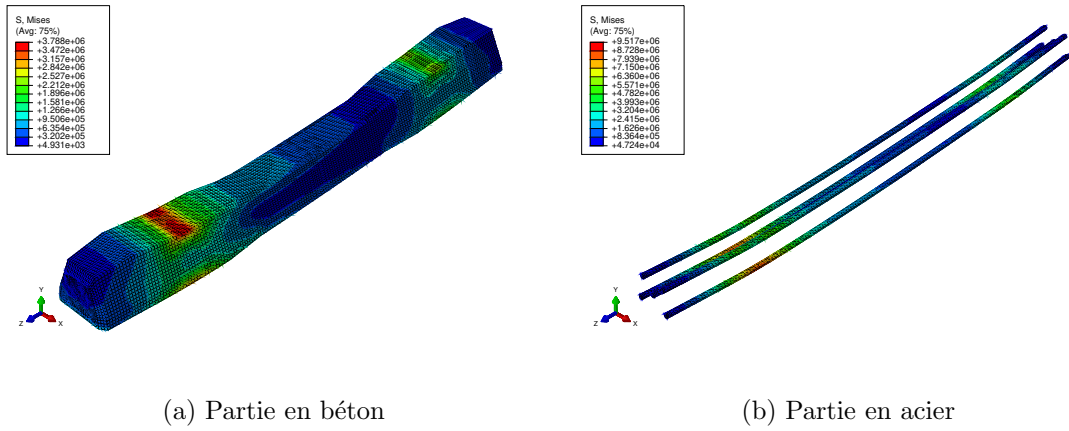 S, Mises
(Avg: 75%)
+3.788e+06
+3.472e+06
+3.157e+06
+2.842e+06
+2.527e+06
+2.212e+06
+1.896e+06
+1.581e+06
+1.266e+06
+9.506e+05
+6.354e+05
+3.202e+05
+4.931e+03
Y
Z
X
S, Mises
(Avg: 75%)
+9.517e+06
+8.728e+06
+7.939e+06
+7.150e+06
+6.360e+06
+5.571e+06
+4.782e+06
+3.993e+06
+3.204e+06
+2.415e+06
+1.626e+06
+8.364e+05
+4.724e+04
Y
Z
X
(a) Partie en béton
(b) Partie en acier